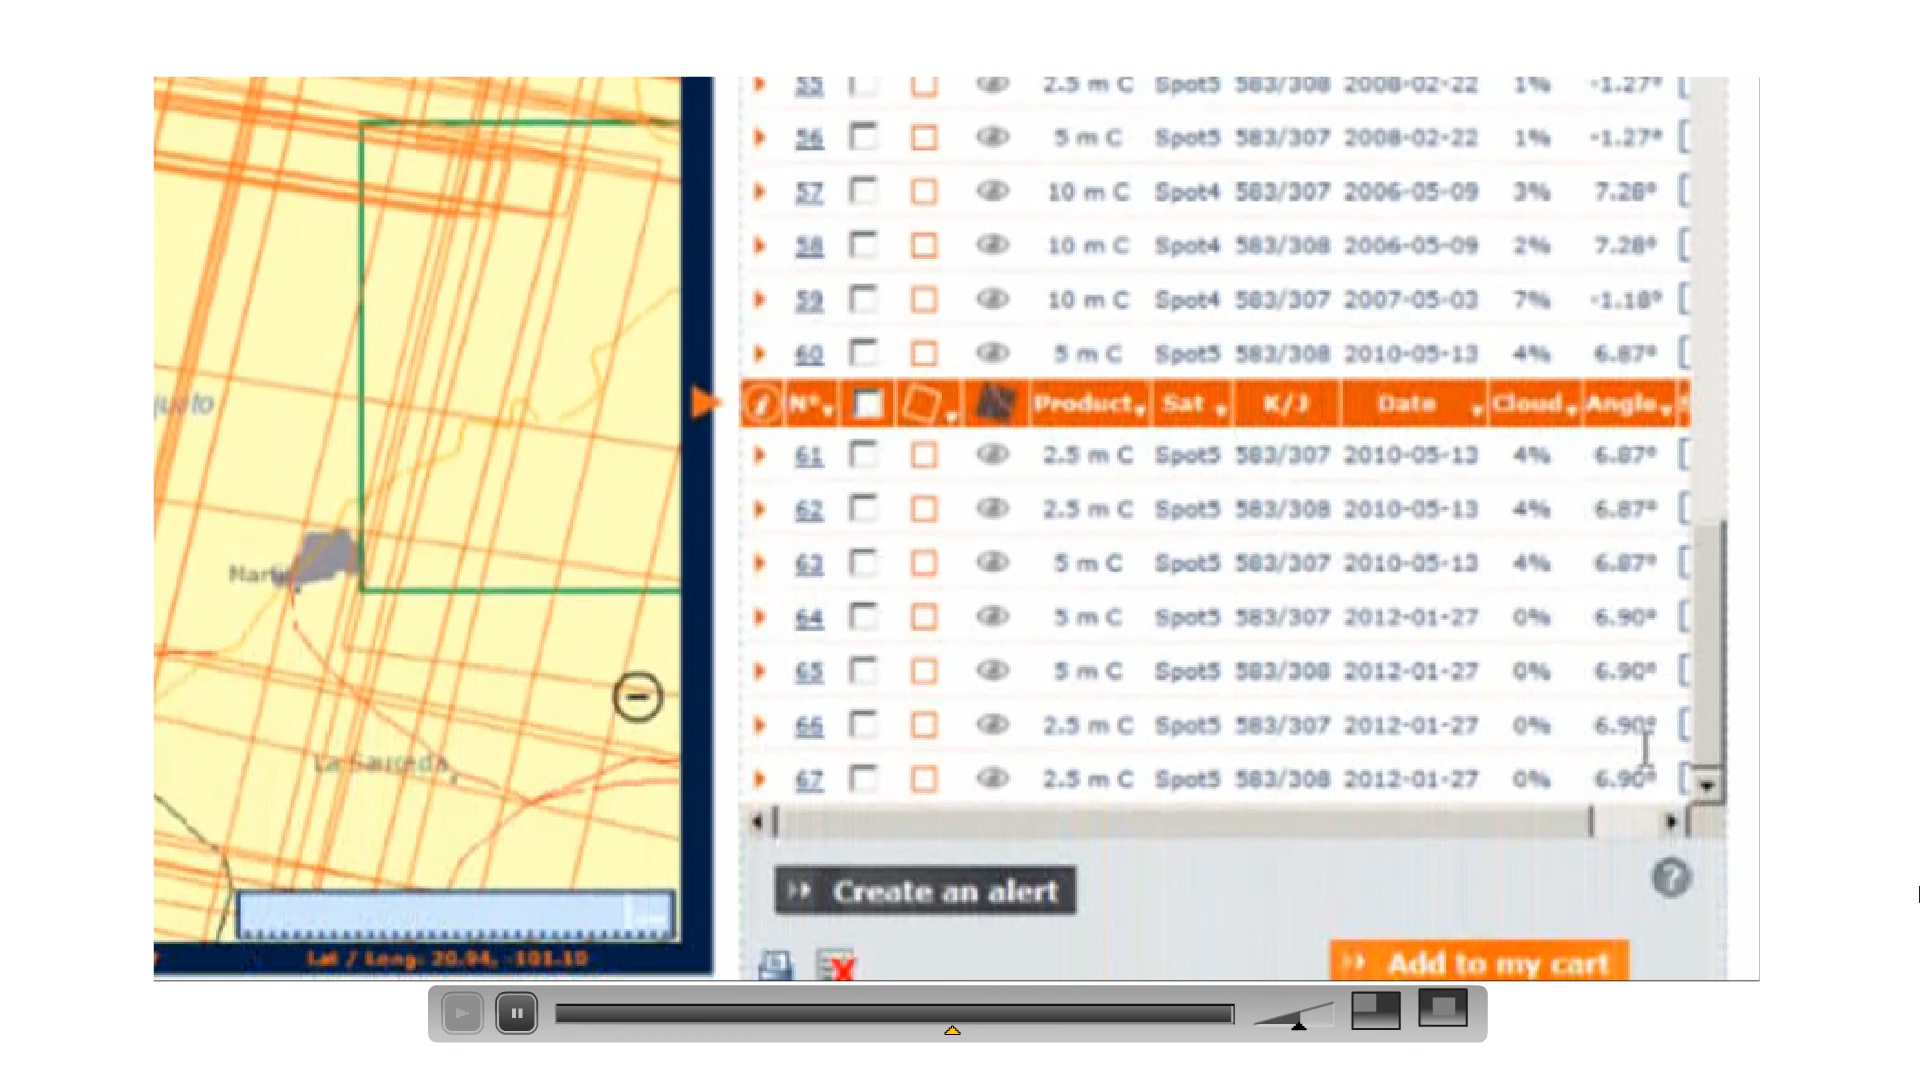 55 2.5 m C Spot5 583/308 2008-02-22 1% -1.27°
56 5 m C Spot5 583/307 2008-02-22 1% -1.27°
57 10 m C Spot4 583/307 2006-05-09 3% 7.28°
58 10 m C Spot4 583/308 2006-05-09 2% 7.28°
59 10 m C Spot4 583/307 2007-05-03 7% -1.18°
60 5 m C Spot5 583/308 2010-05-13 4% 6.87°
N° Product Sat K/J Date Cloud Angle
61 2.5 m C Spot5 583/307 2010-05-13 4% 6.87°
62 2.5 m C Spot5 583/308 2010-05-13 4% 6.87°
63 5 m C Spot5 583/307 2010-05-13 4% 6.87°
64 5 m C Spot5 583/307 2012-01-27 0% 6.90°
65 5 m C Spot5 583/308 2012-01-27 0% 6.90°
66 2.5 m C Spot5 583/307 2012-01-27 0% 6.90°
67 2.5 m C Spot5 583/308 2012-01-27 0% 6.90°
La Sauceda
Create an alert
?
Lat / Long: 20.94, -101.10
Add to my cart